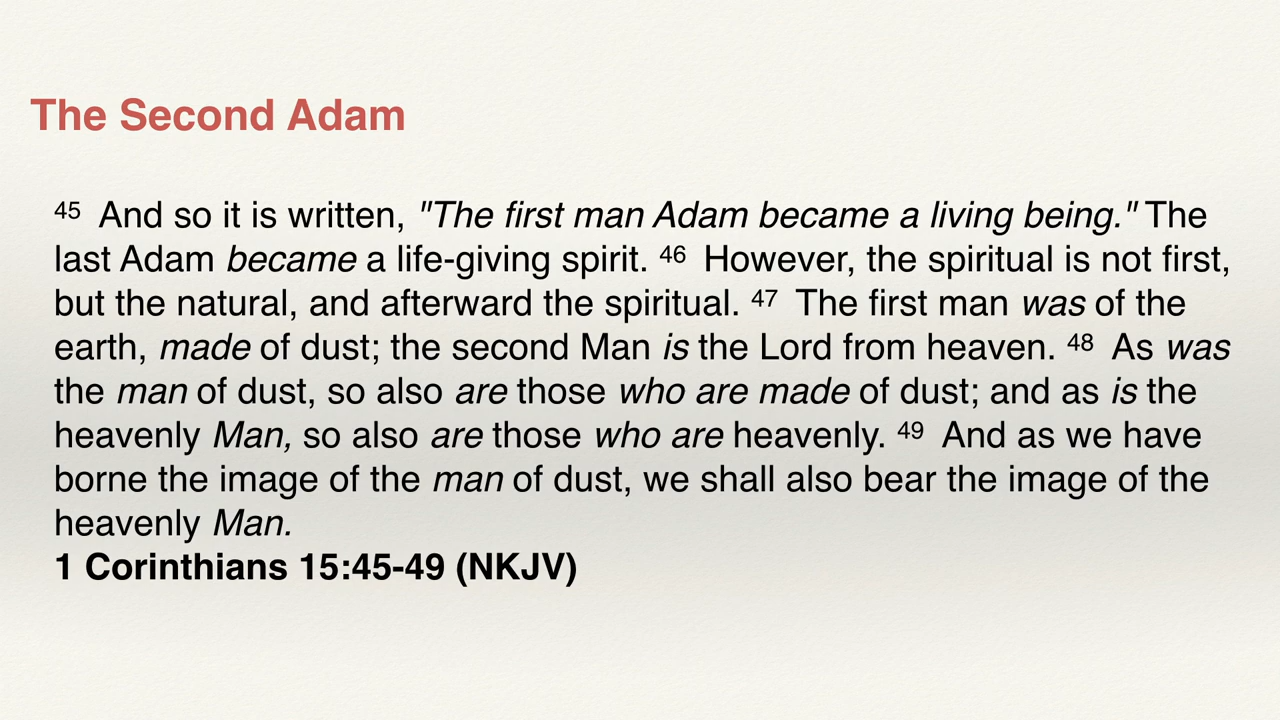 The Second Adam
45 And so it is written, "The first man Adam became a living being." The
last Adam became a life-giving spirit. 46 However, the spiritual is not first,
but the natural, and afterward the spiritual. 47 The first man was of the
earth, made of dust; the second Man is the Lord from heaven. 48 As was
the man of dust, so also are those who are made of dust; and as is the
heavenly Man, so also are those who are heavenly. 49 And as we have
borne the image of the man of dust, we shall also bear the image of the
heavenly Man.
1 Corinthians 15:45-49 (NKJV)